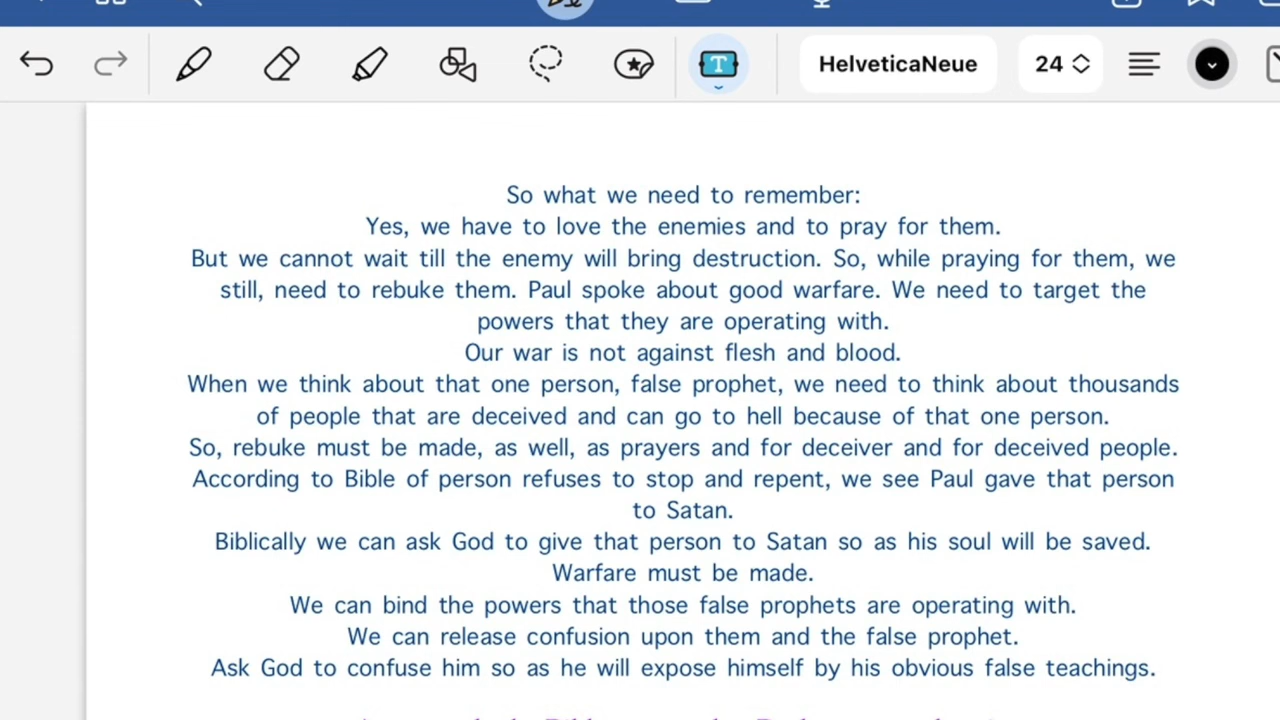 HelveticaNeue 24
So what we need to remember:
Yes, we have to love the enemies and to pray for them.
But we cannot wait till the enemy will bring destruction. So, while praying for them, we
still, need to rebuke them. Paul spoke about good warfare. We need to target the
powers that they are operating with.
Our war is not against flesh and blood.
When we think about that one person, false prophet, we need to think about thousands
of people that are deceived and can go to hell because of that one person.
So, rebuke must be made, as well, as prayers and for deceiver and for deceived people.
According to Bible of person refuses to stop and repent, we see Paul gave that person
to Satan.
Biblically we can ask God to give that person to Satan so as his soul will be saved.
Warfare must be made.
We can bind the powers that those false prophets are operating with.
We can release confusion upon them and the false prophet.
Ask God to confuse him so as he will expose himself by his obvious false teachings.